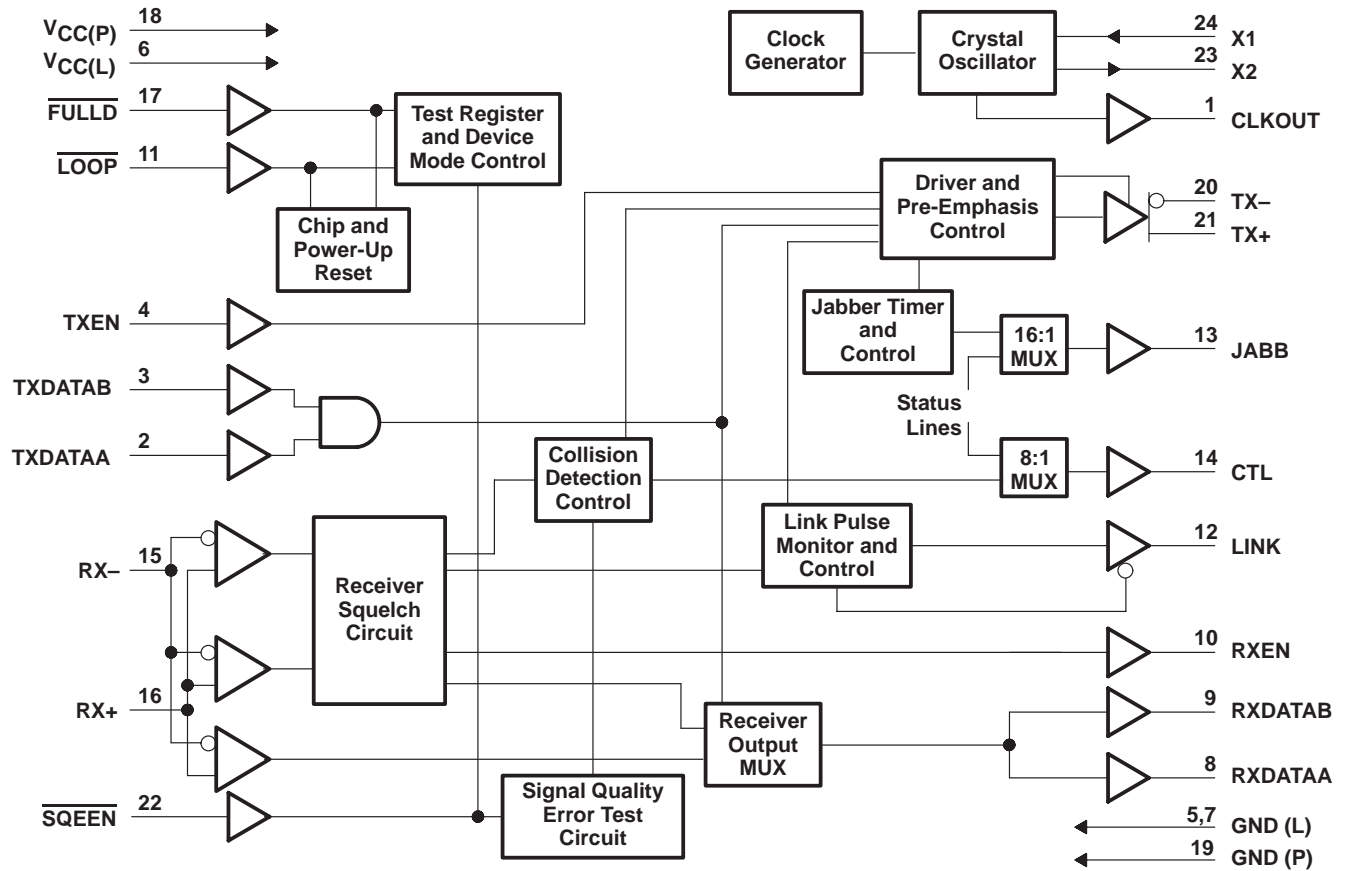 VCC(P) 18
VCC(L) 6
FULLD 17
LOOP 11
Test Register
and Device
Mode Control
Chip and
Power-Up
Reset
Clock
Generator
Crystal
Oscillator
24 X1
23 X2
1 CLKOUT
Driver and
Pre-Emphasis
Control
20 TX–
21 TX+
TXEN 4
TXDATAB 3
TXDATAA 2
Jabber Timer
and
Control
16:1
MUX
13 JABB
Status
Lines
8:1
MUX
14 CTL
Collision
Detection
Control
Link Pulse
Monitor and
Control
12 LINK
RX– 15
RX+ 16
Receiver
Squelch
Circuit
10 RXEN
Receiver
Output
MUX
9 RXDATAB
8 RXDATAA
SQEEN 22
Signal Quality
Error Test
Circuit
5,7 GND (L)
19 GND (P)